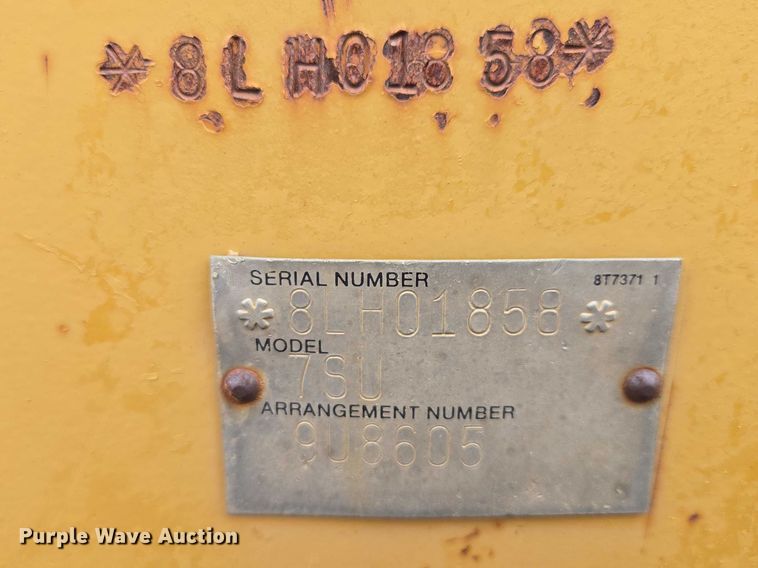 *8LH01858*
SERIAL NUMBER 8T7371 1
*8LH01858*
MODEL
7SU
ARRANGEMENT NUMBER
9U8605
Purple Wave Auction